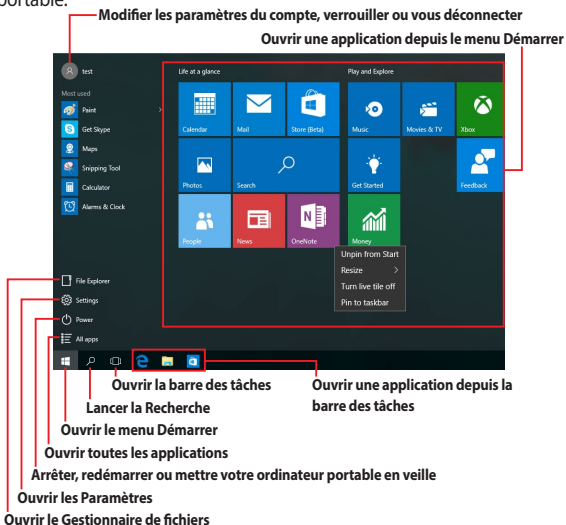 portable.
Modifier les paramètres du compte, verrouiller ou vous déconnecter
Ouvrir une application depuis le menu Démarrer
test
Life at a glance
Play and Explore
Most used
Paint
Get Skype
Maps
Snipping Tool
Calculator
Alarms & Clock
Calendar
Mail
Store (Beta)
Music
Movies & TV
Xbox
Photos
Search
Get Started
Feedback
People
News
OneNote
Money
Unpin from Start
Resize
Turn live tile off
Pin to taskbar
File Explorer
Settings
Power
All apps
Ouvrir la barre des tâches
Ouvrir une application depuis la
barre des tâches
Lancer la Recherche
Ouvrir le menu Démarrer
Ouvrir toutes les applications
Arrêter, redémarrer ou mettre votre ordinateur portable en veille
Ouvrir les Paramètres
Ouvrir le Gestionnaire de fichiers